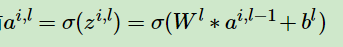 a^{i,l} = σ(z^{i,l}) = σ(W^l * a^{i,l-1} + b^l)